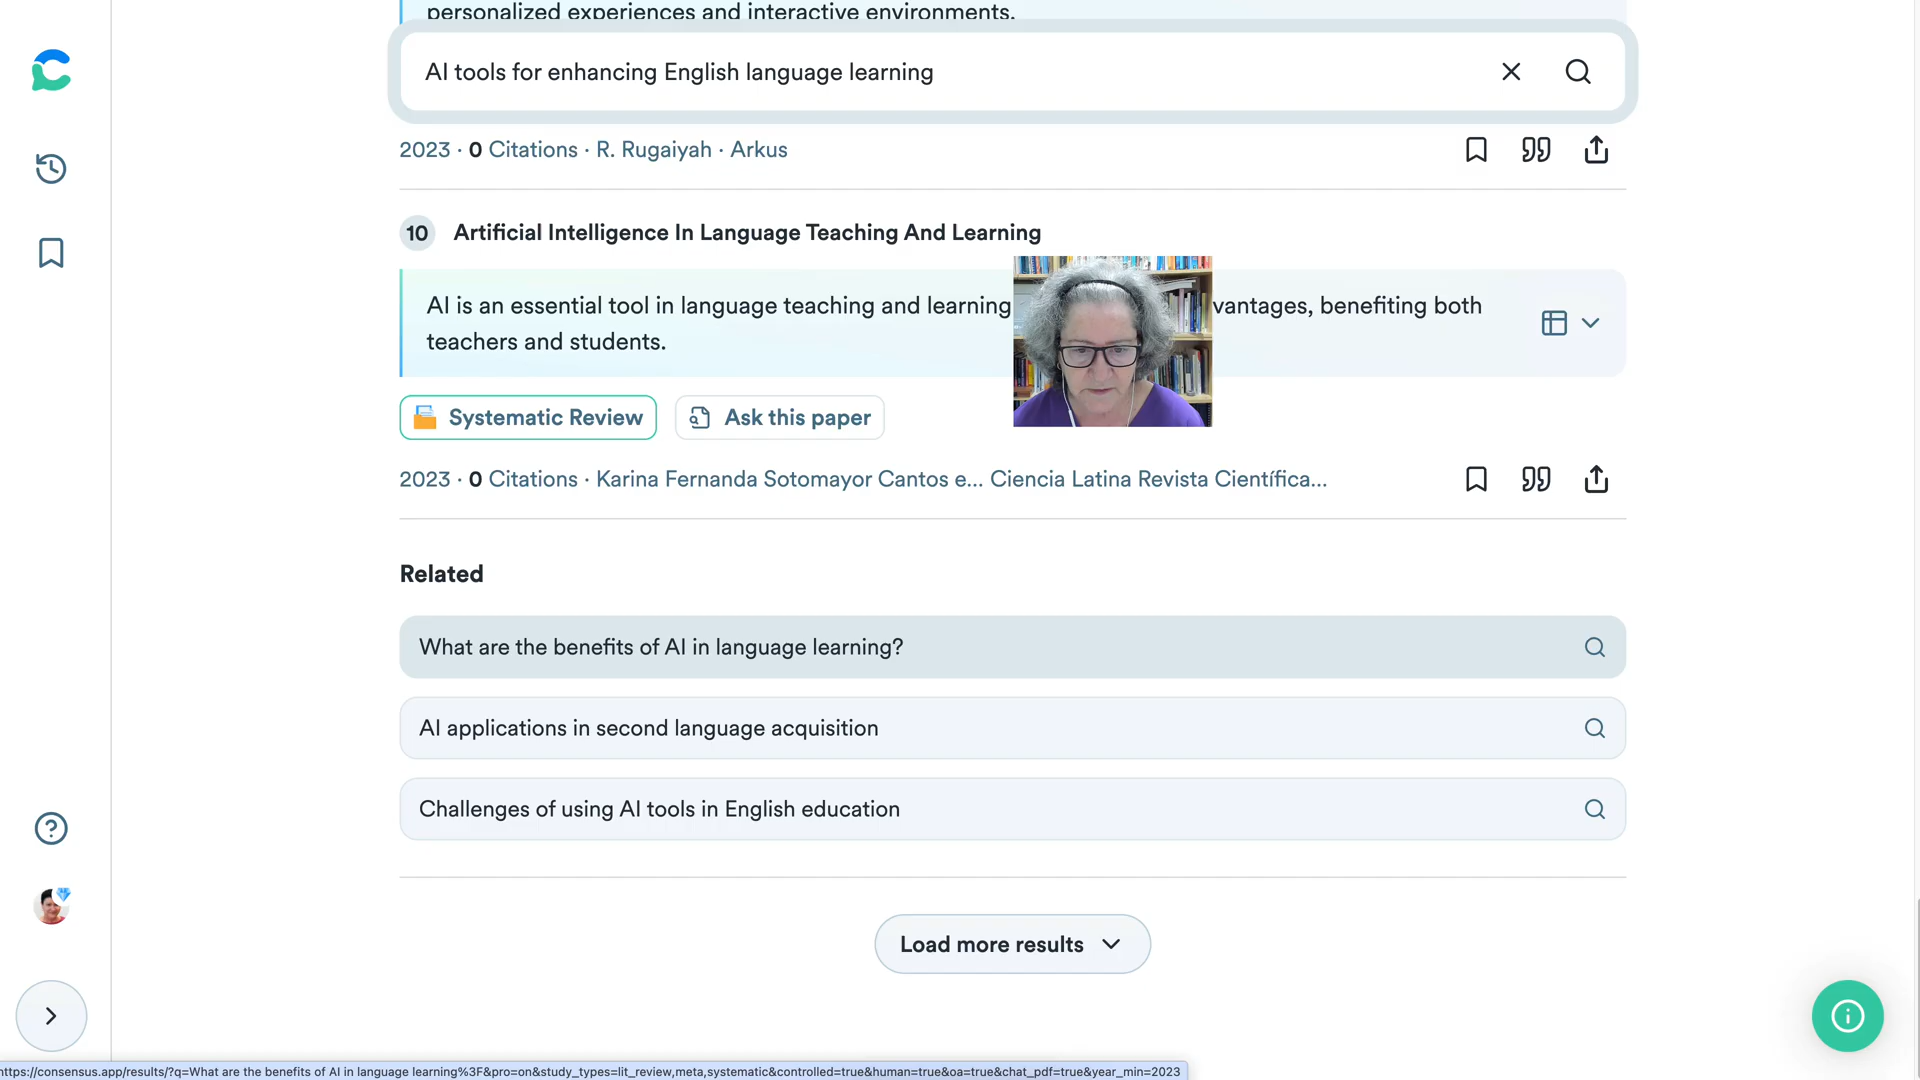 personalized experiences and interactive environments.
AI tools for enhancing English language learning
2023 · 0 Citations · R. Rugaiyah · Arkus
10 Artificial Intelligence In Language Teaching And Learning
AI is an essential tool in language teaching and learning vantages, benefiting both
teachers and students.
Systematic Review Ask this paper
2023 · 0 Citations · Karina Fernanda Sotomayor Cantos e... Ciencia Latina Revista Científica...
Related
What are the benefits of AI in language learning?
AI applications in second language acquisition
Challenges of using AI tools in English education
Load more results
https://consensus.app/results/?q=What are the benefits of AI in language learning%3F&pro=on&study_types=lit_review,meta,systematic&controlled=true&human=true&oa=true&chat_pdf=true&year_min=2023